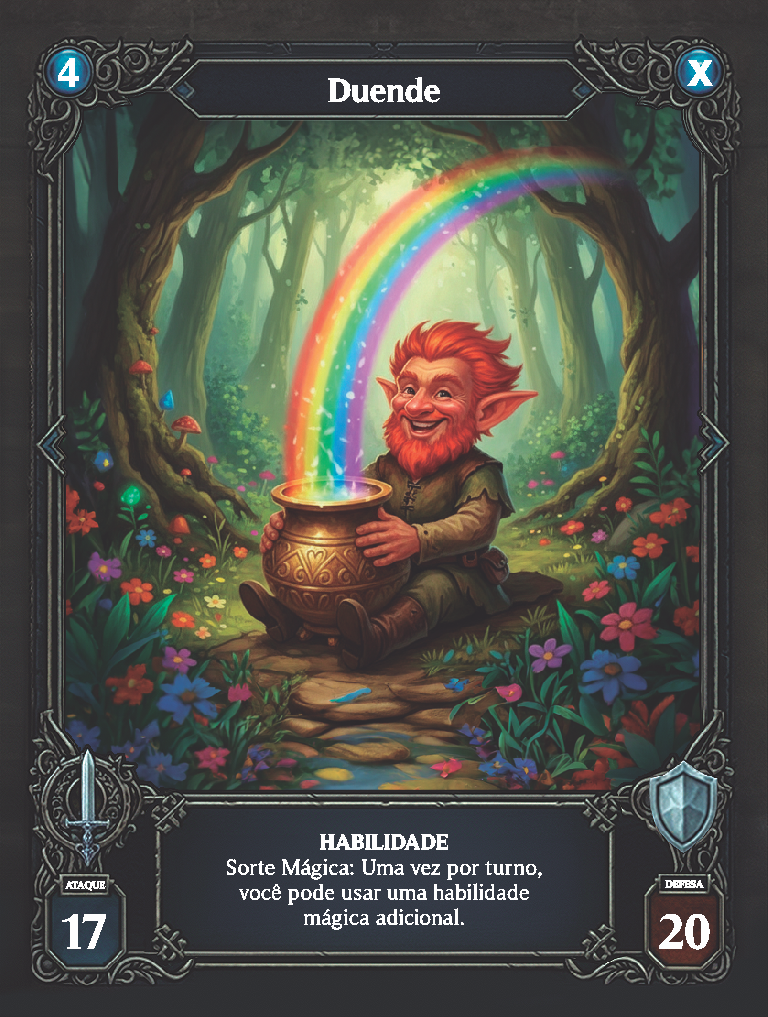 4
Duende
X
HABILIDADE
Sorte Mágica: Uma vez por turno,
você pode usar uma habilidade
mágica adicional.
ATAQUE
17
DEFESA
20